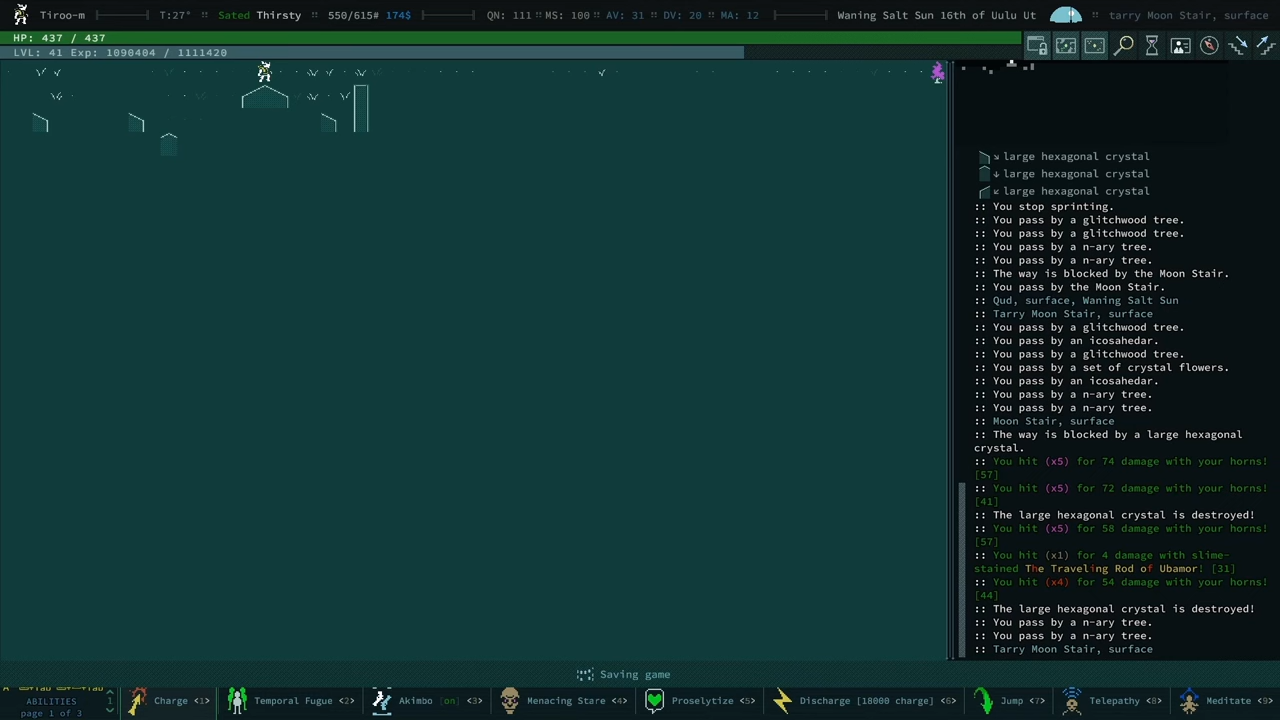 Tiroo-m T:27° :: Sated Thirsty :: 550/615# 174$ QN: 111 :: MS: 100 :: AV: 31 :: DV: 20 :: MA: 12 Waning Salt Sun 16th of Uulu Ut :: tarry Moon Stair, surface
HP: 437 / 437
LVL: 41 Exp: 1090404 / 1111420
large hexagonal crystal
large hexagonal crystal
large hexagonal crystal
:: You stop sprinting.
:: You pass by a glitchwood tree.
:: You pass by a glitchwood tree.
:: You pass by a n-ary tree.
:: You pass by a n-ary tree.
:: The way is blocked by the Moon Stair.
:: You pass by the Moon Stair.
:: Qud, surface, Waning Salt Sun
:: Tarry Moon Stair, surface
:: You pass by a glitchwood tree.
:: You pass by an icosahedar.
:: You pass by a glitchwood tree.
:: You pass by a set of crystal flowers.
:: You pass by an icosahedar.
:: You pass by a n-ary tree.
:: You pass by a n-ary tree.
:: Moon Stair, surface
:: The way is blocked by a large hexagonal
crystal.
:: You hit (x5) for 74 damage with your horns!
[57]
:: You hit (x5) for 72 damage with your horns!
[41]
:: The large hexagonal crystal is destroyed!
:: You hit (x5) for 58 damage with your horns!
[57]
:: You hit (x1) for 4 damage with slime-
stained The Traveling Rod of Ubamor! [31]
:: You hit (x4) for 54 damage with your horns!
[44]
:: The large hexagonal crystal is destroyed!
:: You pass by a n-ary tree.
:: You pass by a n-ary tree.
:: Tarry Moon Stair, surface
Saving game
ABILITIES 1
page 1 of 3
Charge <1> Temporal Fugue <2> Akimbo [on] <3> Menacing Stare <4> Proselytize <5> Discharge [18000 charge] <6> Jump <7> Telepathy <8> Meditate <9>